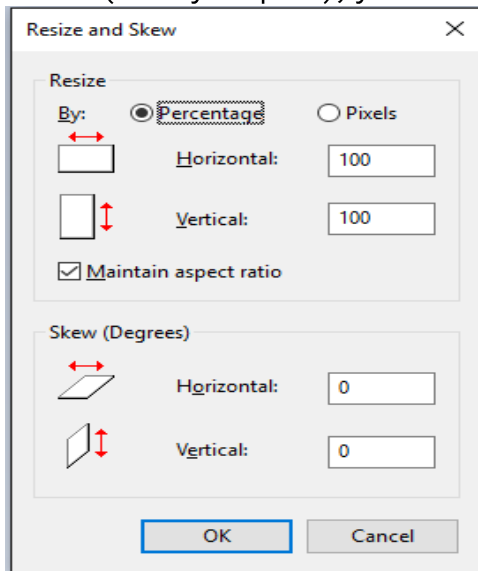 Resize and Skew
Resize
By: Percentage Pixels
Horizontal: 100
Vertical: 100
Maintain aspect ratio
Skew (Degrees)
Horizontal: 0
Vertical: 0
OK Cancel